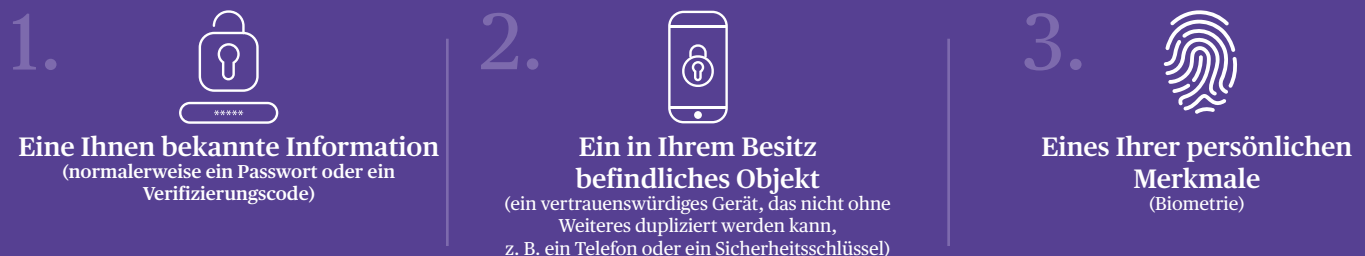 1.
*****
Eine Ihnen bekannte Information
(normalerweise ein Passwort oder ein
Verifizierungscode)
2.
Ein in Ihrem Besitz
befindliches Objekt
(ein vertrauenswürdiges Gerät, das nicht ohne
Weiteres dupliziert werden kann,
z. B. ein Telefon oder ein Sicherheitsschlüssel)
3.
Eines Ihrer persönlichen
Merkmale
(Biometrie)